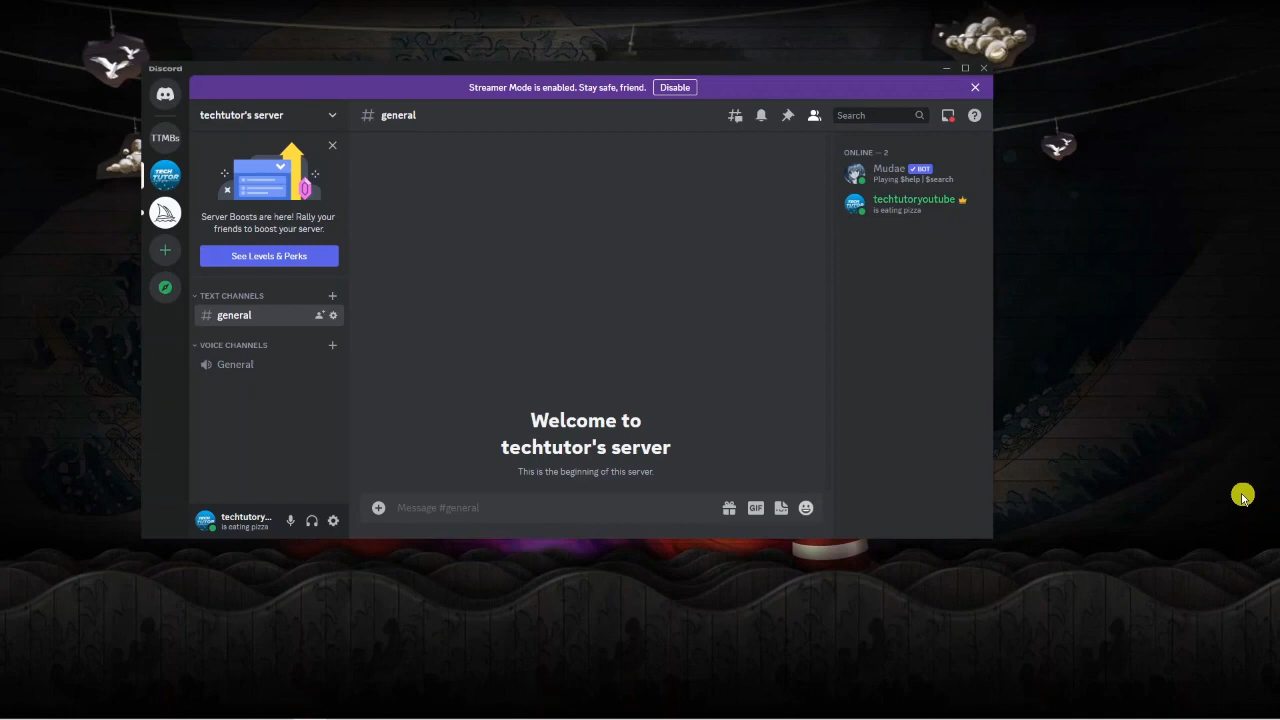 Discord
Streamer Mode is enabled. Stay safe, friend. Disable
techtutor's server
general
Search
TTMBs
TECH
TUTOR
Server Boosts are here! Rally your
friends to boost your server.
See Levels & Perks
TEXT CHANNELS
general
VOICE CHANNELS
General
techtutory...
is eating pizza
Welcome to
techtutor's server
This is the beginning of this server.
Message #general
GIF
ONLINE — 2
Mudae ✓ BOT
Playing $help | $search
techtutoryoutube
is eating pizza